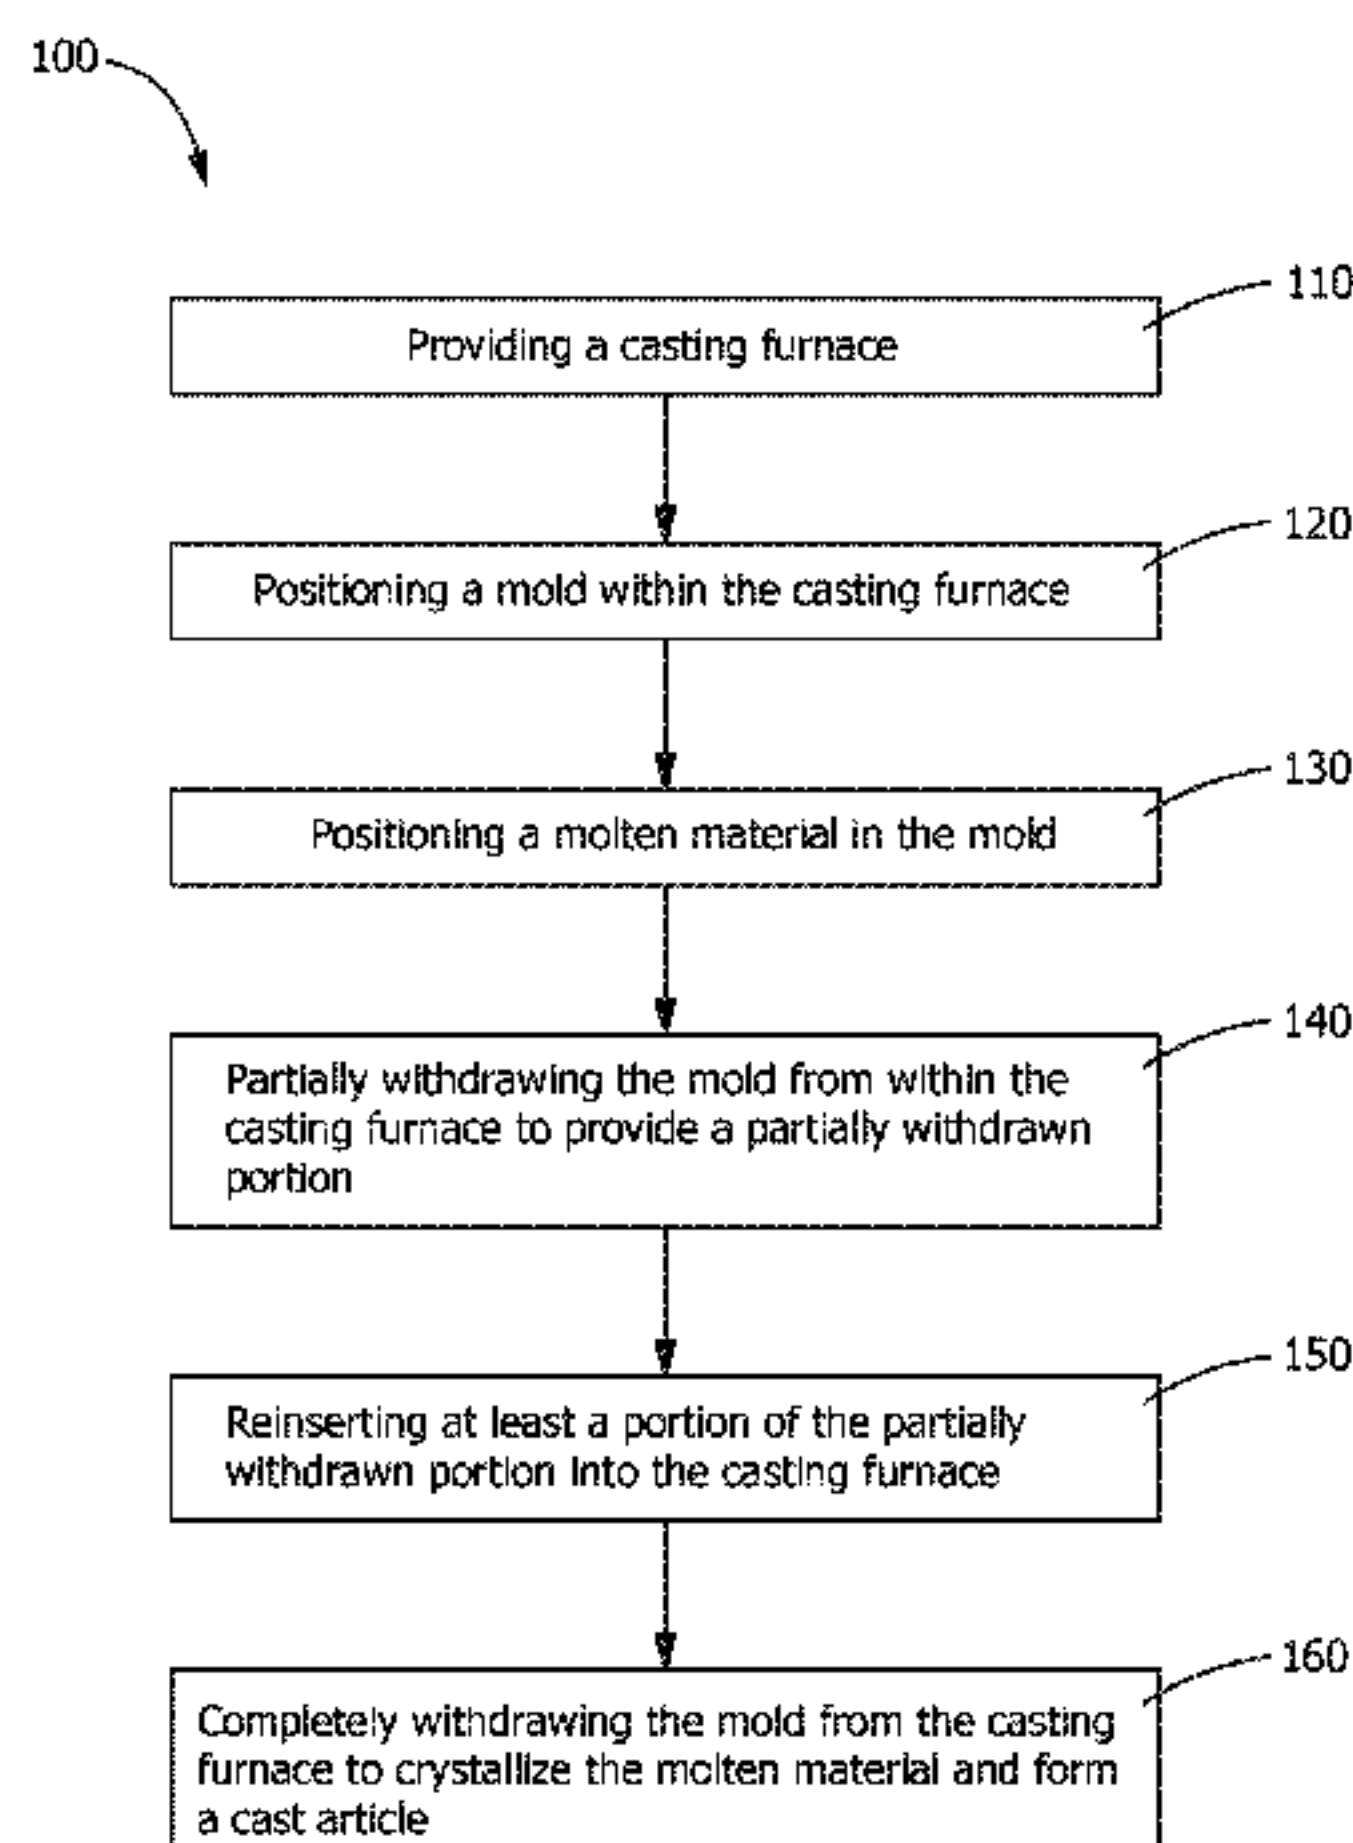 100
110
Providing a casting furnace
120
Positioning a mold within the casting furnace
130
Positioning a molten material in the mold
140
Partially withdrawing the mold from within the
casting furnace to provide a partially withdrawn
portion
150
Reinserting at least a portion of the partially
withdrawn portion into the casting furnace
160
Completely withdrawing the mold from the casting
furnace to crystallize the molten material and form
a cast article